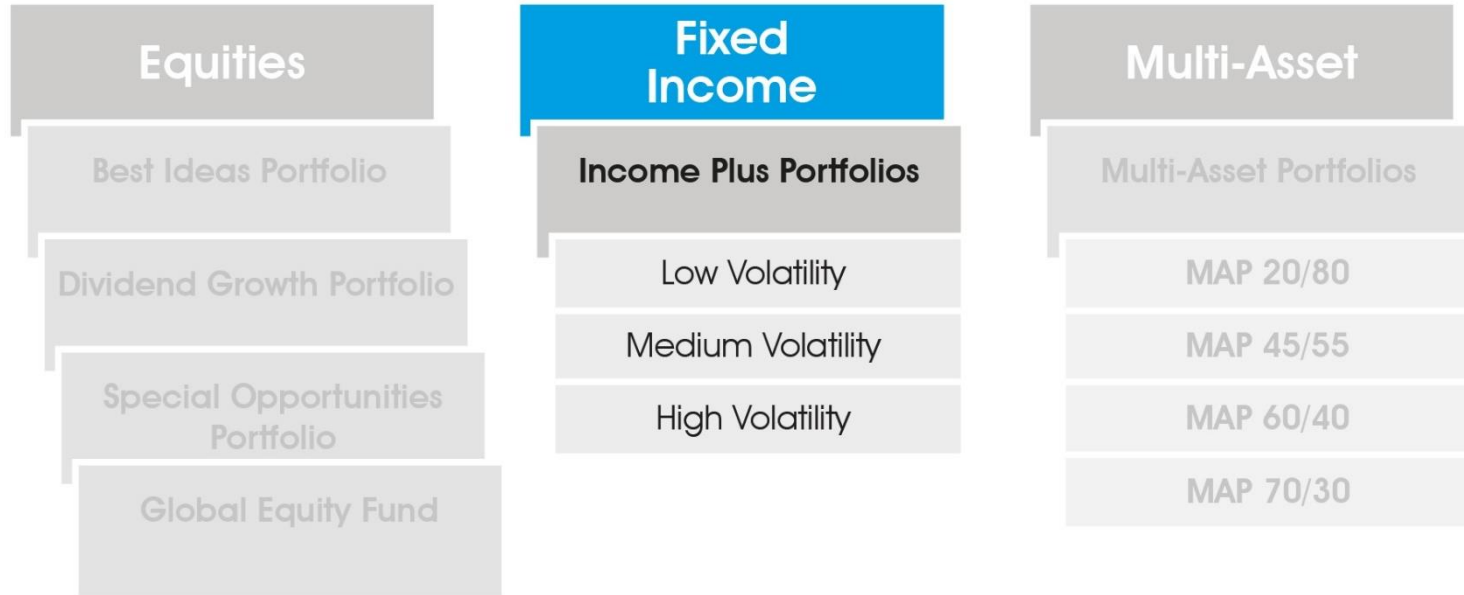 Equities
Best Ideas Portfolio
Dividend Growth Portfolio
Special Opportunities
Portfolio
Global Equity Fund
Fixed
Income
Income Plus Portfolios
Low Volatility
Medium Volatility
High Volatility
Multi-Asset
Multi-Asset Portfolios
MAP 20/80
MAP 45/55
MAP 60/40
MAP 70/30